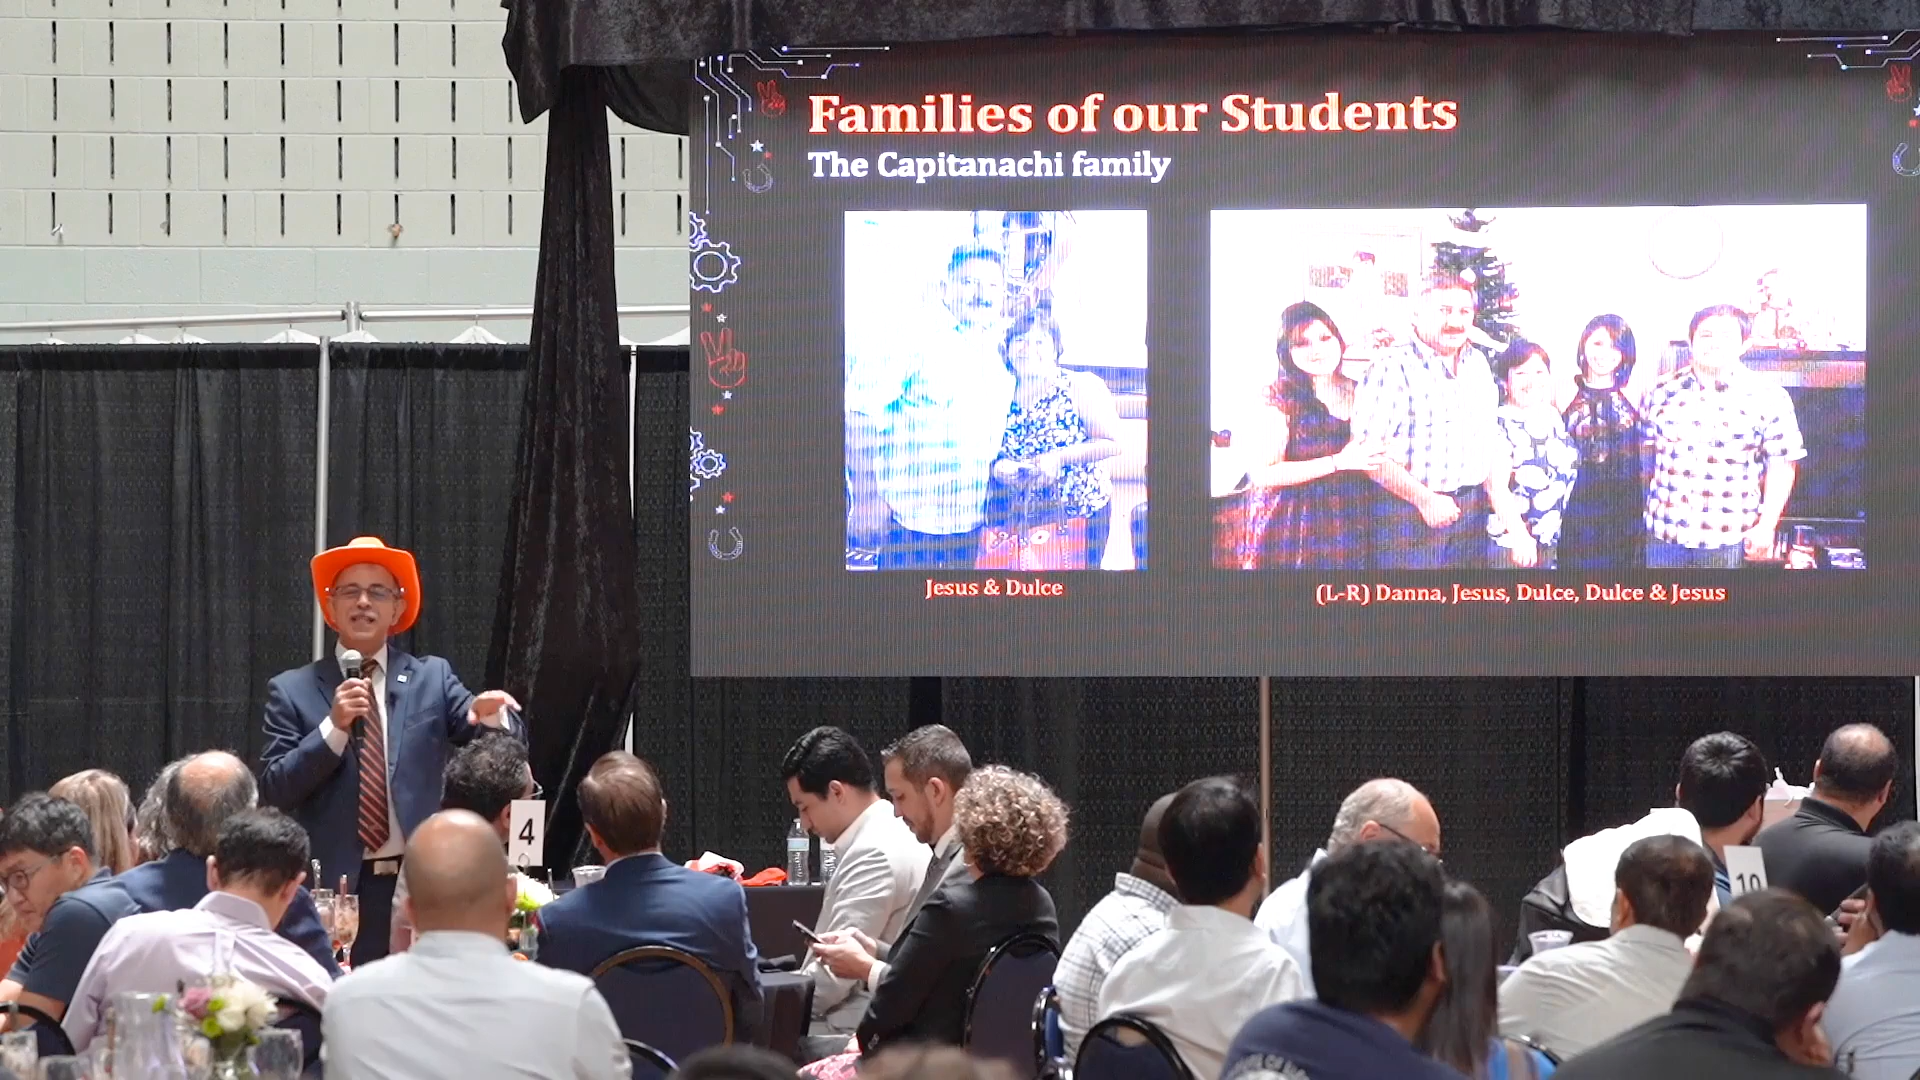 Families of our Students
The Capitanachi family
Jesus & Dulce
(L-R) Danna, Jesus, Dulce, Dulce & Jesus
4
10